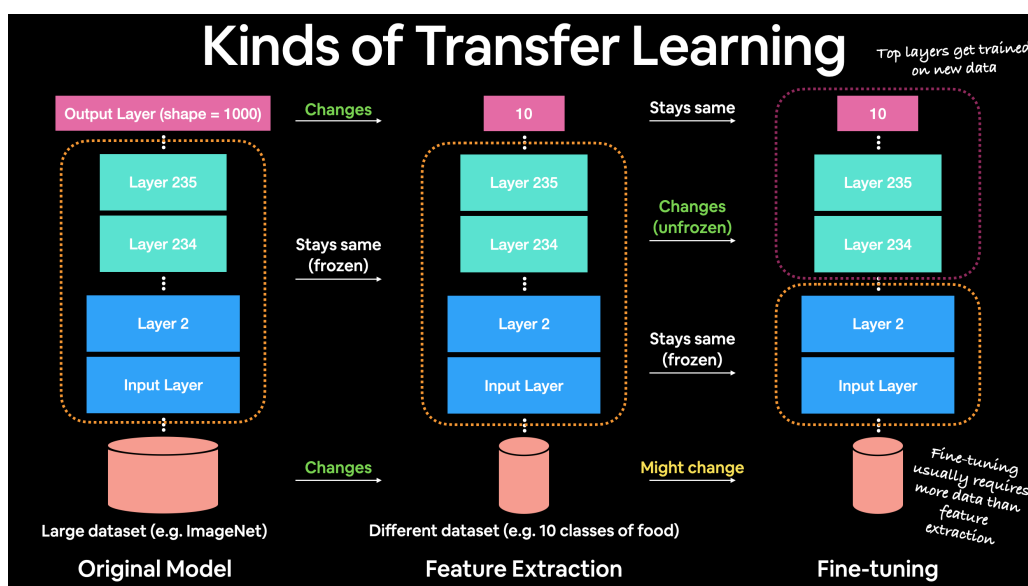 Kinds of Transfer Learning
Top layers get trained
on new data
Output Layer (shape = 1000)
Changes
10
Stays same
10
Layer 235
Layer 235
Layer 235
Layer 234
Stays same
(frozen)
Layer 234
Changes
(unfrozen)
Layer 234
Layer 2
Layer 2
Stays same
(frozen)
Layer 2
Input Layer
Input Layer
Input Layer
Changes
Might change
Fine-tuning
usually requires
more data than
feature
extraction
Large dataset (e.g. ImageNet)
Different dataset (e.g. 10 classes of food)
Original Model
Feature Extraction
Fine-tuning